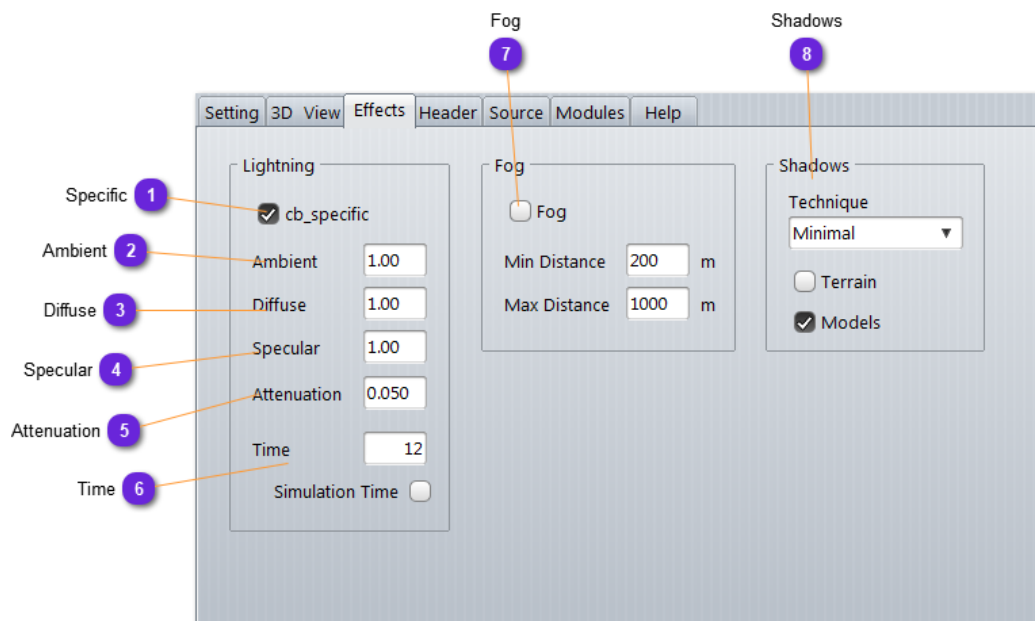 Fog
7
Shadows
8
Setting 3D View Effects Header Source Modules Help
Lightning
Specific 1
cb_specific
Ambient 2
Ambient 1.00
Diffuse 3
Diffuse 1.00
Specular 4
Specular 1.00
Attenuation 5
Attenuation 0.050
Time 6
Time 12
Simulation Time
Fog
Fog
Min Distance 200 m
Max Distance 1000 m
Shadows
Technique
Minimal
Terrain
Models